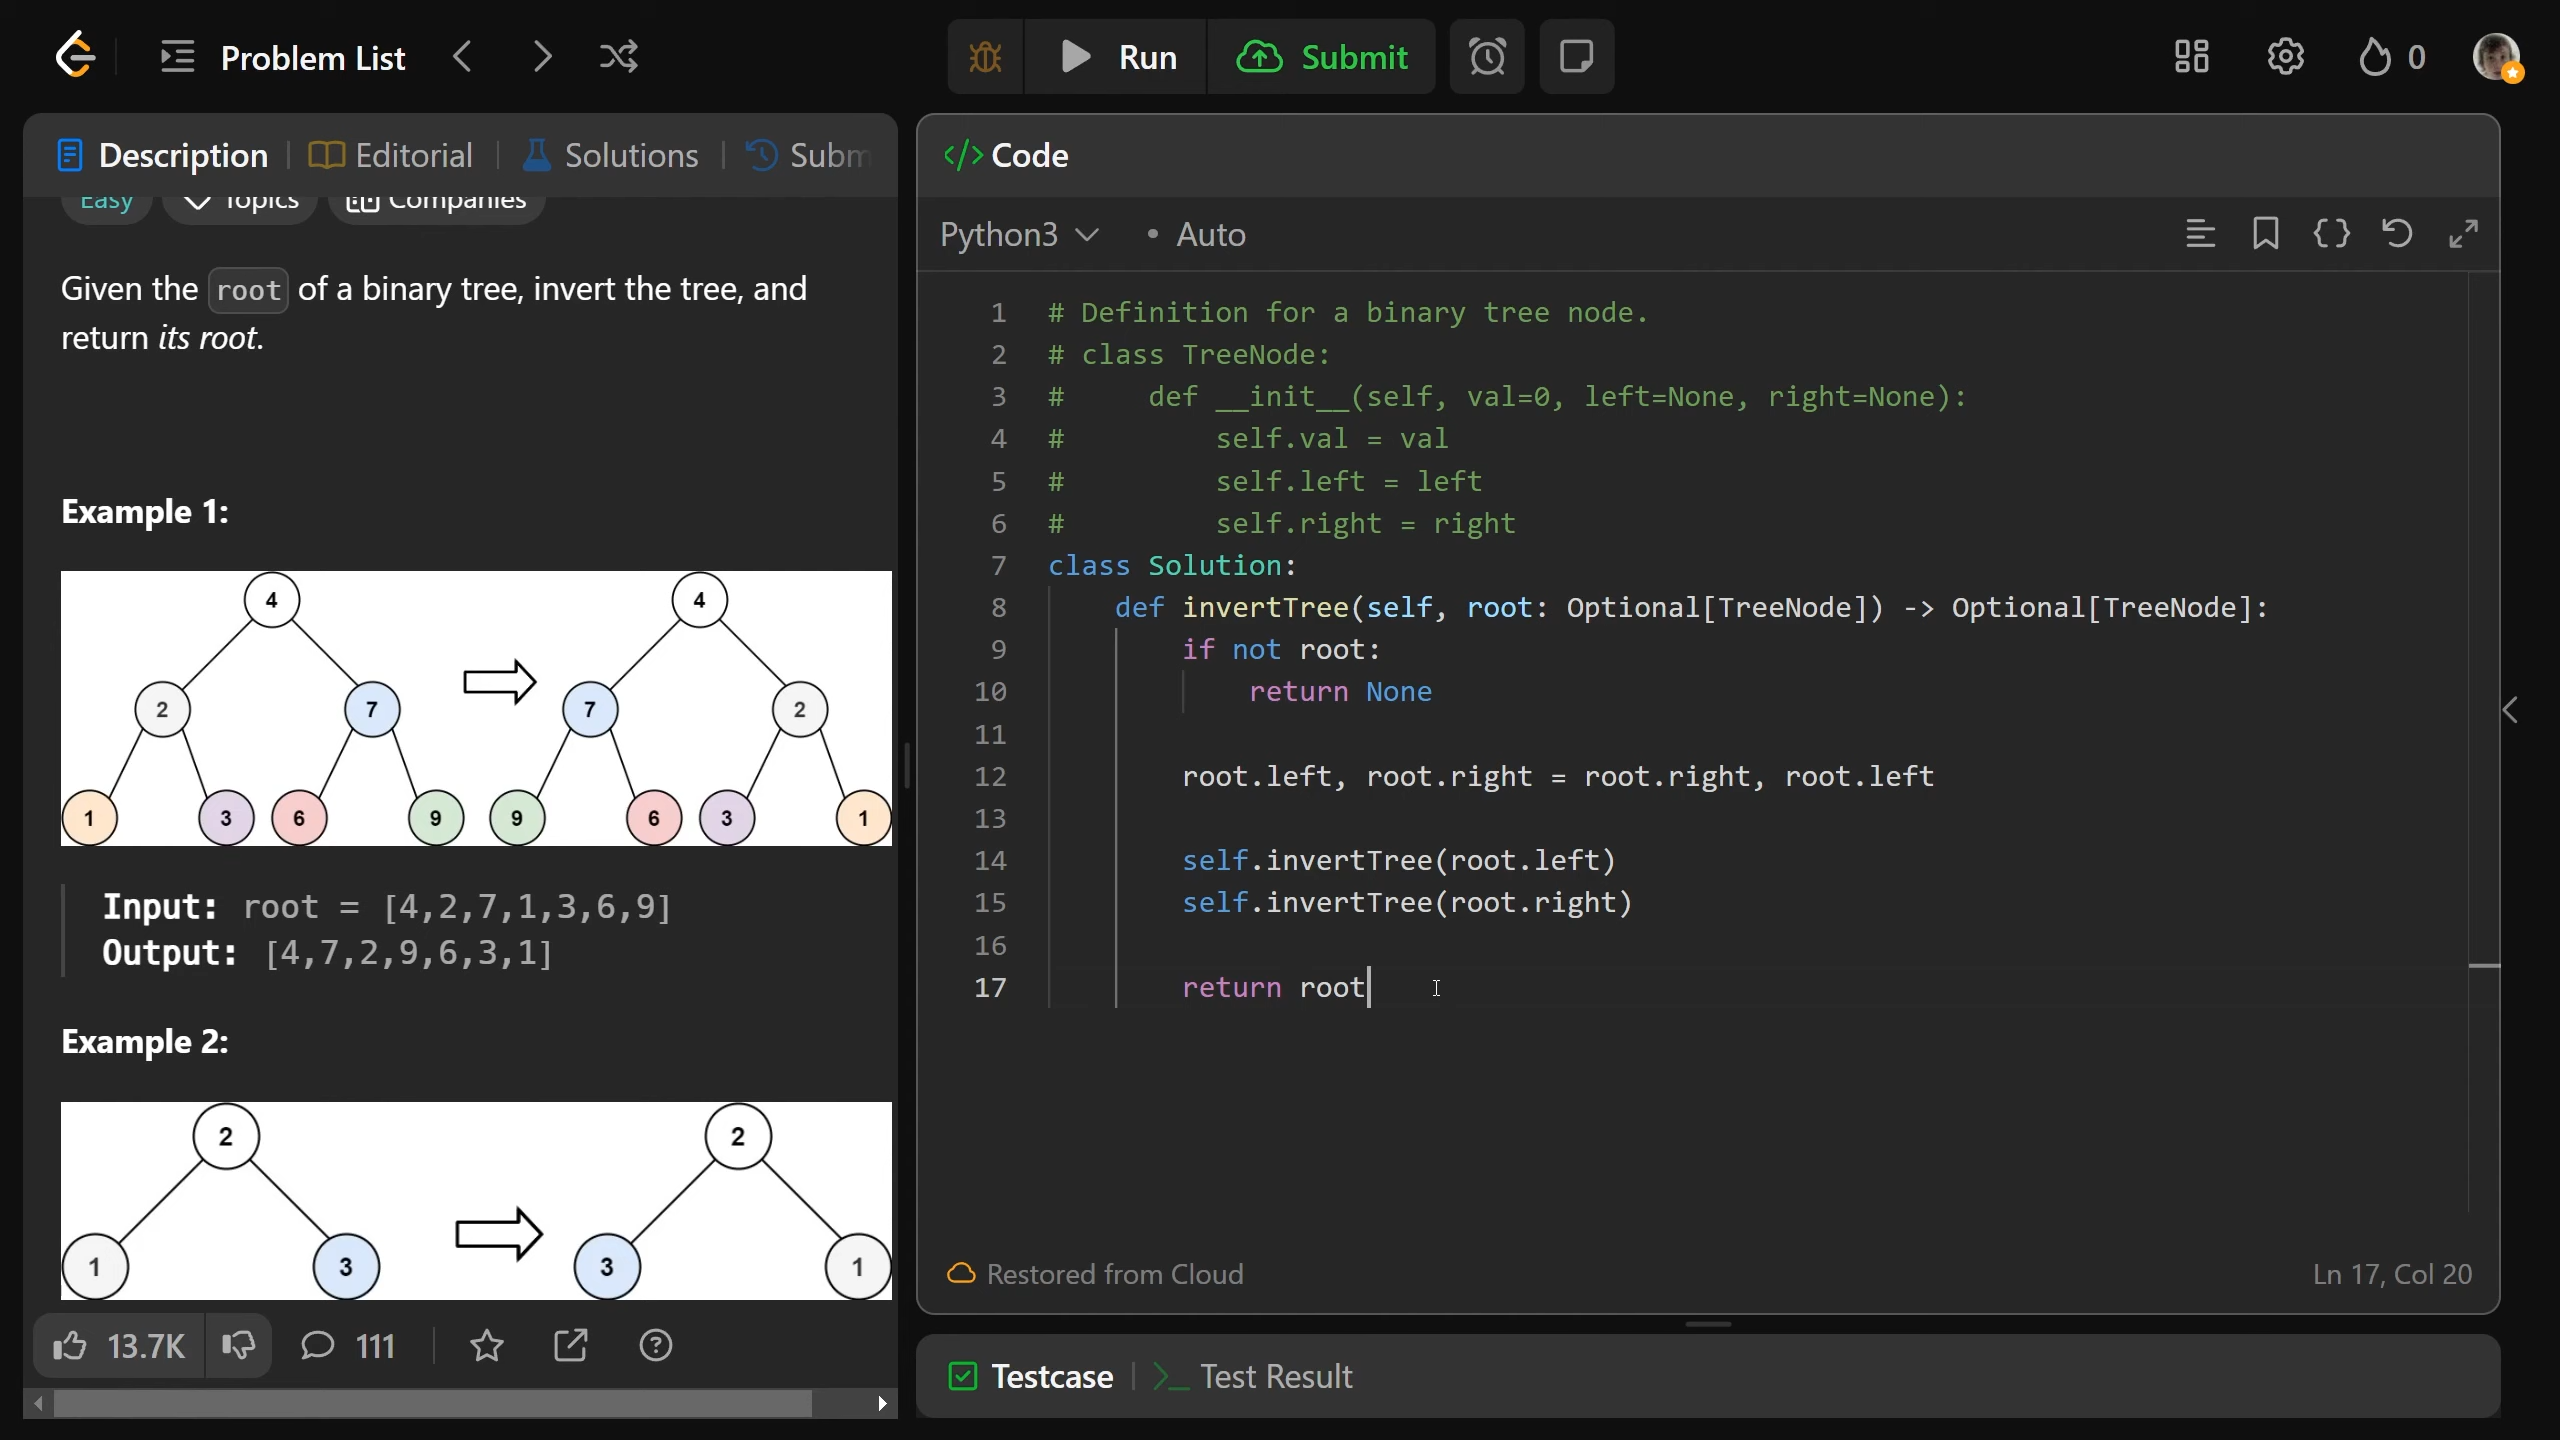 Problem List
Run
Submit
0
Description
Editorial
Solutions
Subm
Easy
Topics
Companies
Given the root of a binary tree, invert the tree, and
return its root.
Example 1:
4
4
2
7
7
2
1
3
6
9
9
6
3
1
Input: root = [4,2,7,1,3,6,9]
Output: [4,7,2,9,6,3,1]
Example 2:
2
2
1
3
3
1
13.7K
111
</> Code
Python3
• Auto
1 # Definition for a binary tree node.
2 # class TreeNode:
3 #     def __init__(self, val=0, left=None, right=None):
4 #         self.val = val
5 #         self.left = left
6 #         self.right = right
7 class Solution:
8     def invertTree(self, root: Optional[TreeNode]) -> Optional[TreeNode]:
9         if not root:
10             return None
11
12         root.left, root.right = root.right, root.left
13
14         self.invertTree(root.left)
15         self.invertTree(root.right)
16
17         return root
Restored from Cloud
Ln 17, Col 20
Testcase
Test Result